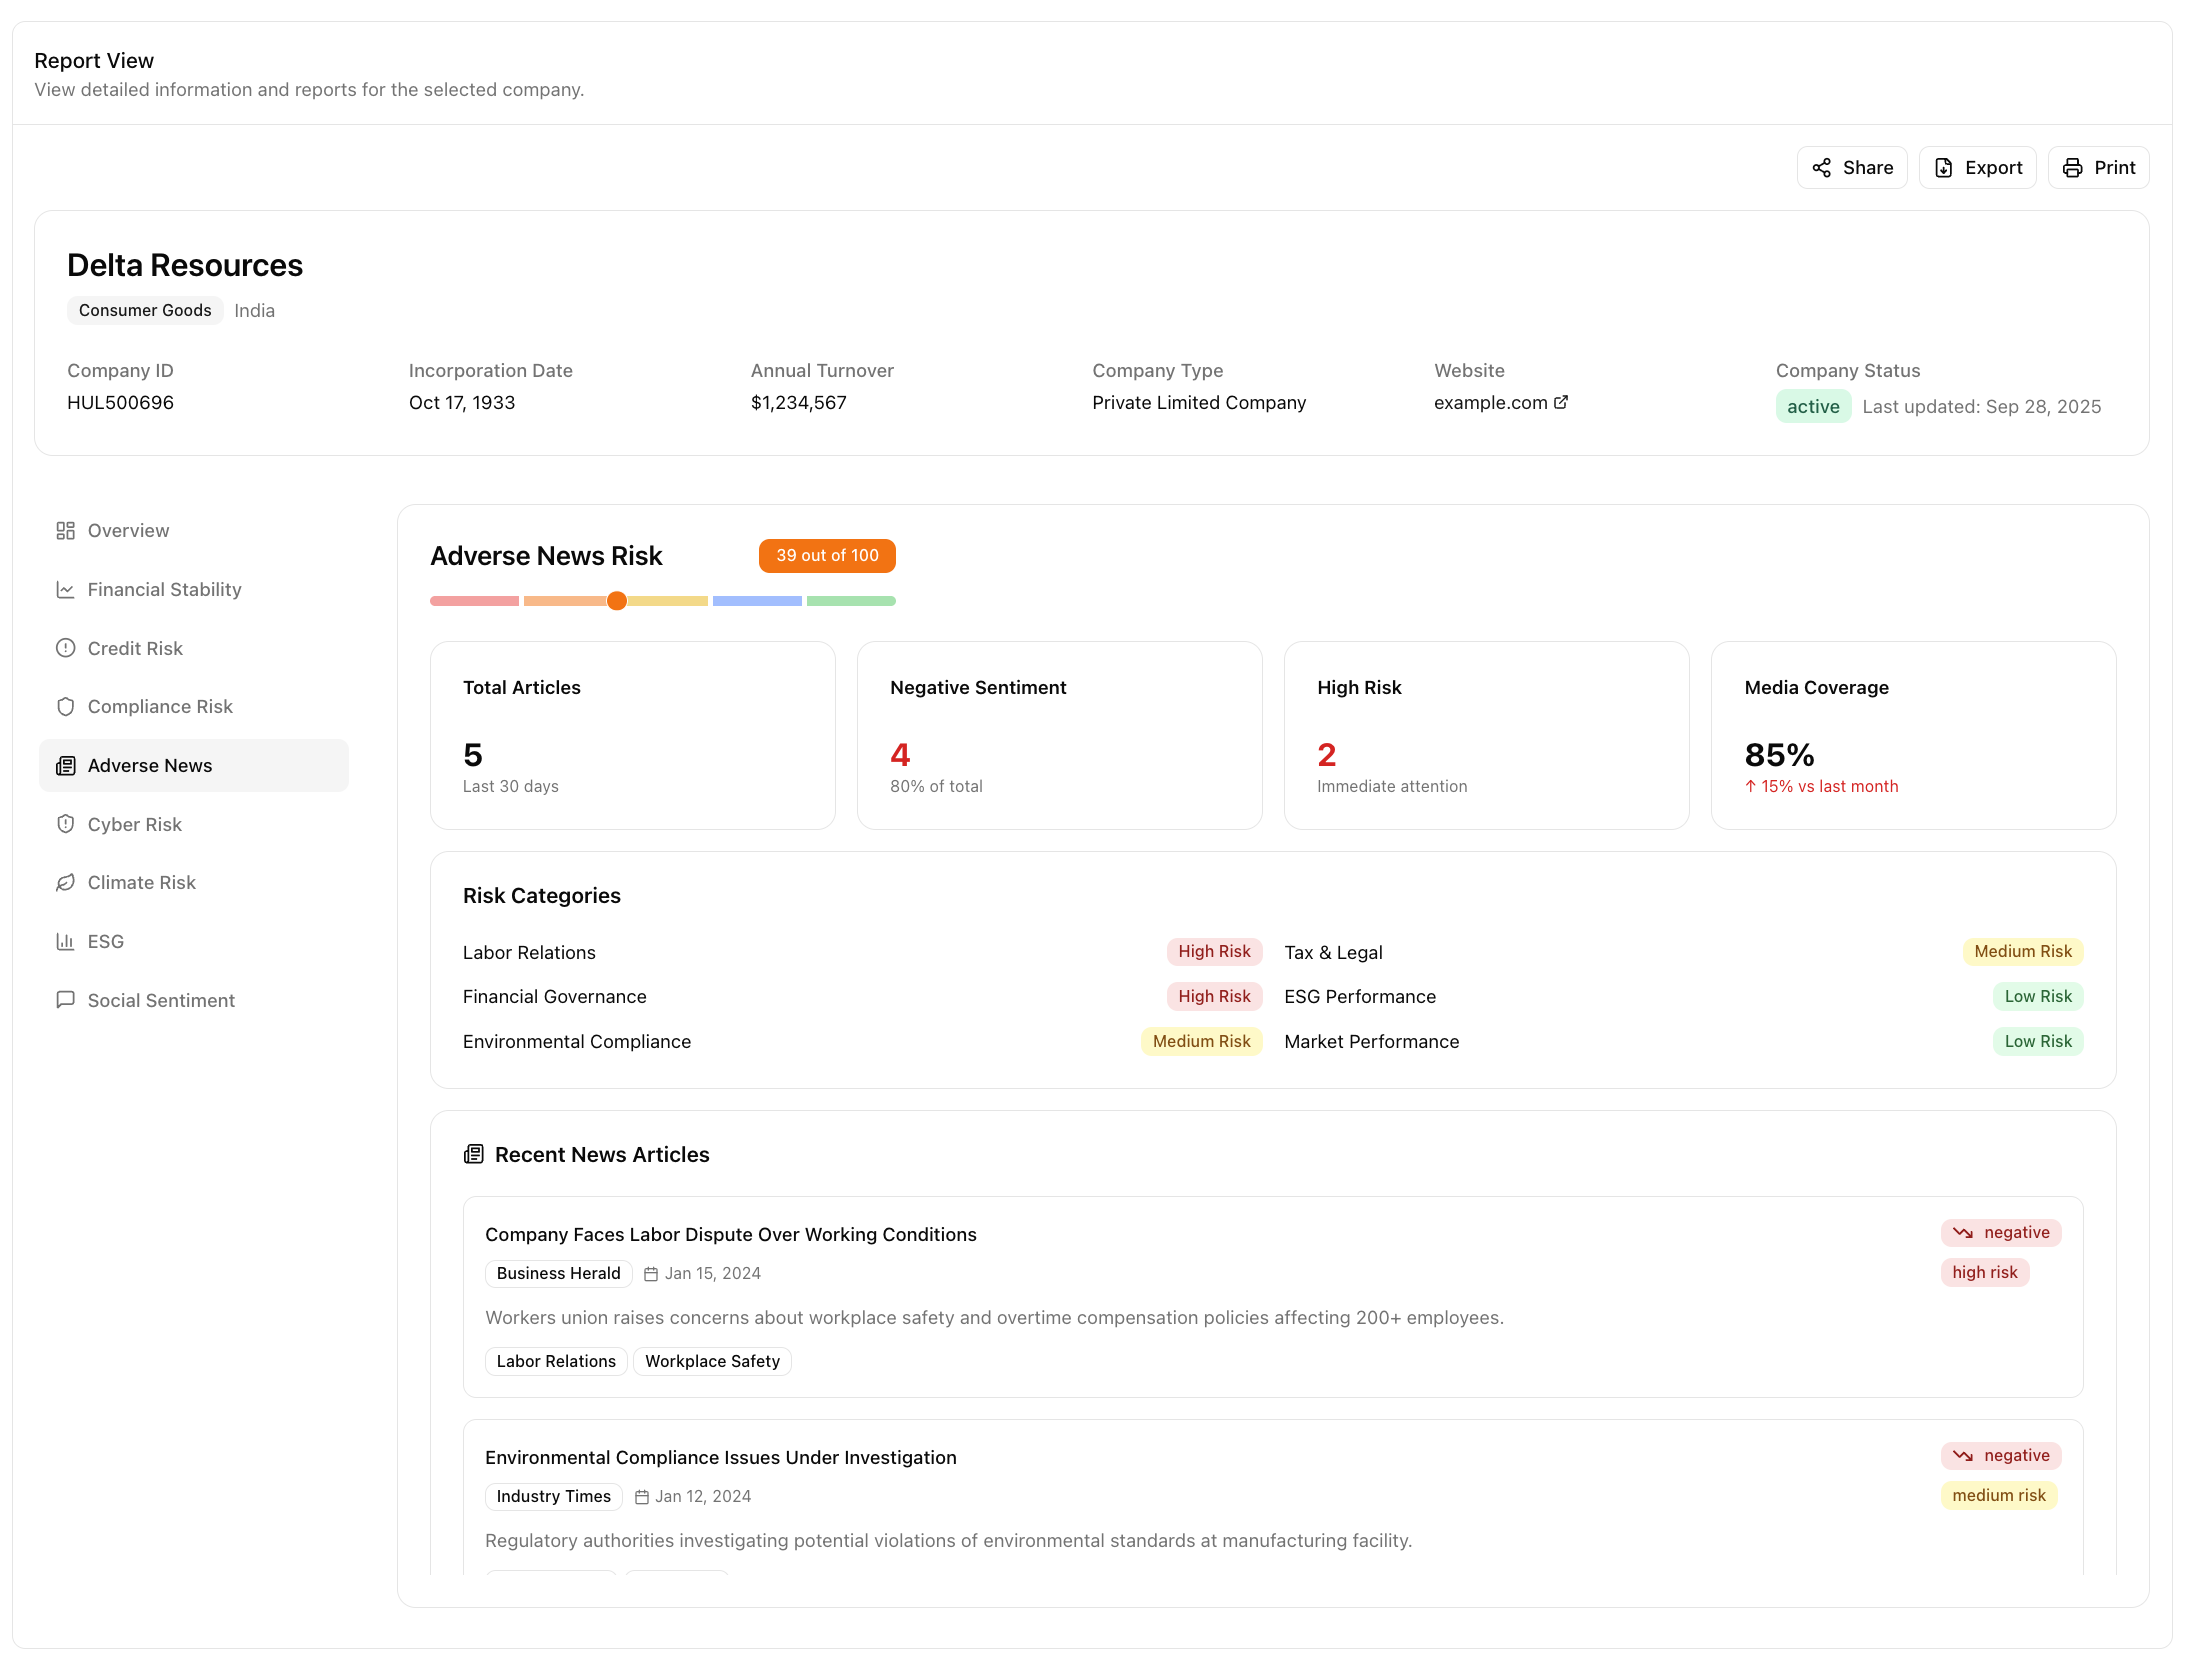 Report View
View detailed information and reports for the selected company.
Share
Export
Print
Delta Resources
Consumer Goods
India
Company ID
HUL500696
Incorporation Date
Oct 17, 1933
Annual Turnover
$1,234,567
Company Type
Private Limited Company
Website
example.com
Company Status
active
Last updated: Sep 28, 2025
Overview
Financial Stability
Credit Risk
Compliance Risk
Adverse News
Cyber Risk
Climate Risk
ESG
Social Sentiment
Adverse News Risk
39 out of 100
Total Articles
5
Last 30 days
Negative Sentiment
4
80% of total
High Risk
2
Immediate attention
Media Coverage
85%
↑ 15% vs last month
Risk Categories
Labor Relations
High Risk
Tax & Legal
Medium Risk
Financial Governance
High Risk
ESG Performance
Low Risk
Environmental Compliance
Medium Risk
Market Performance
Low Risk
Recent News Articles
Company Faces Labor Dispute Over Working Conditions
negative
Business Herald
Jan 15, 2024
high risk
Workers union raises concerns about workplace safety and overtime compensation policies affecting 200+ employees.
Labor Relations
Workplace Safety
Environmental Compliance Issues Under Investigation
negative
Industry Times
Jan 12, 2024
medium risk
Regulatory authorities investigating potential violations of environmental standards at manufacturing facility.